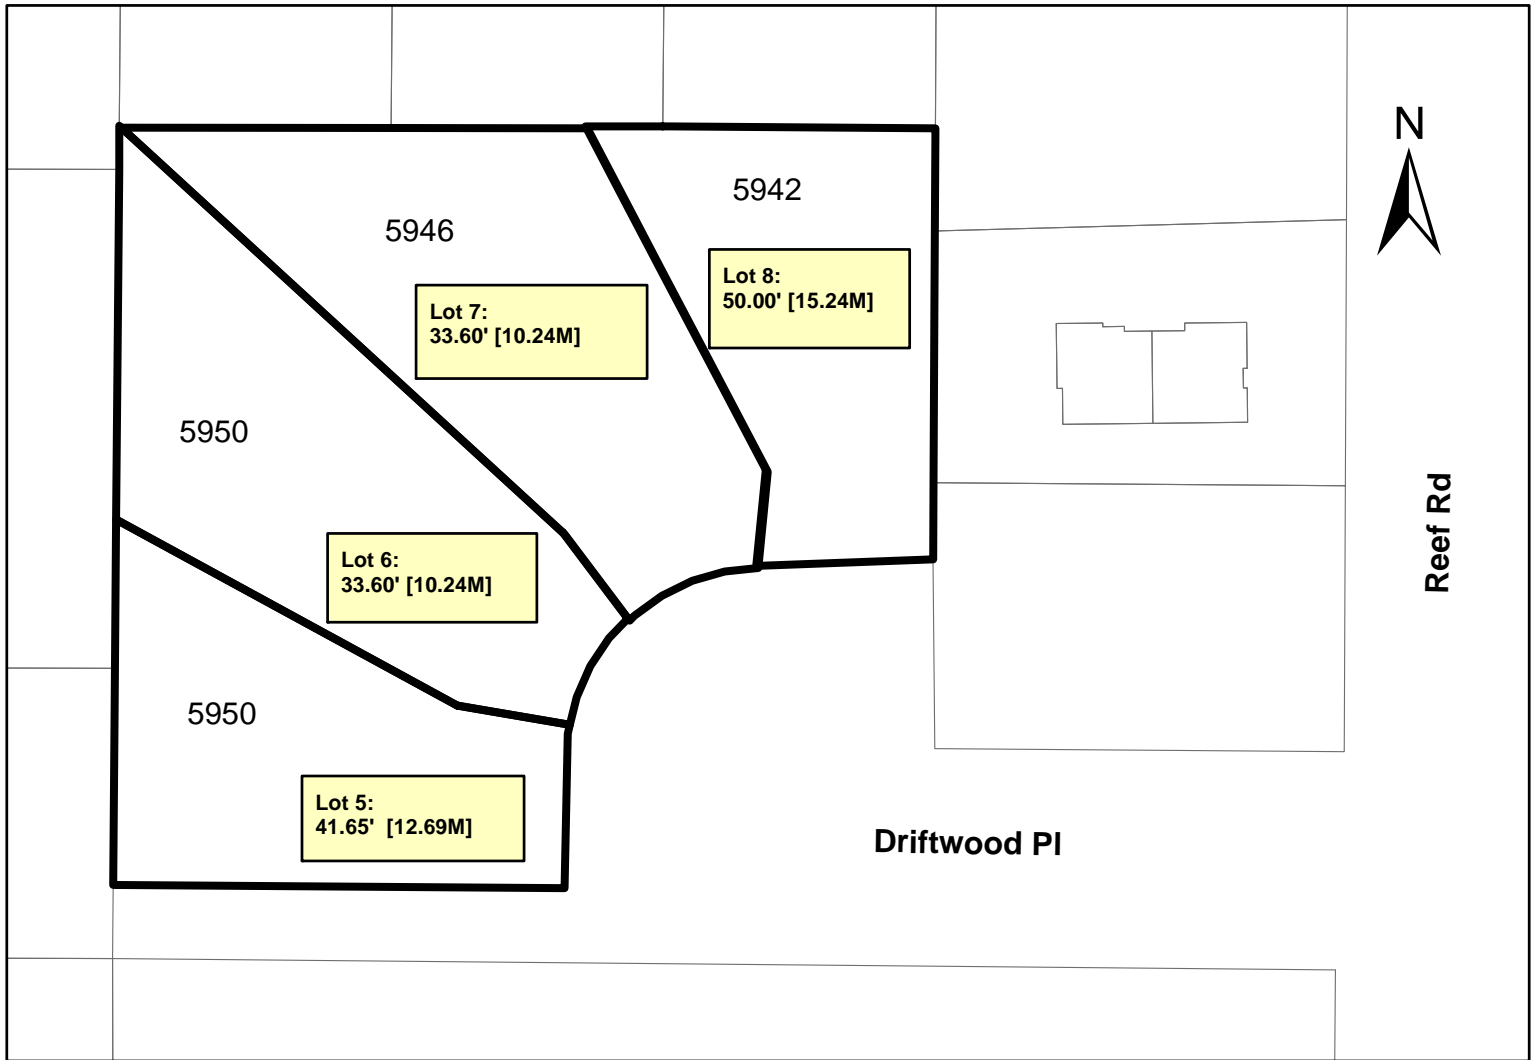 N
5942
5946
Lot 8:
50.00' [15.24M]
Lot 7:
33.60' [10.24M]
5950
Reef Rd
Lot 6:
33.60' [10.24M]
5950
Lot 5:
41.65' [12.69M]
Driftwood Pl